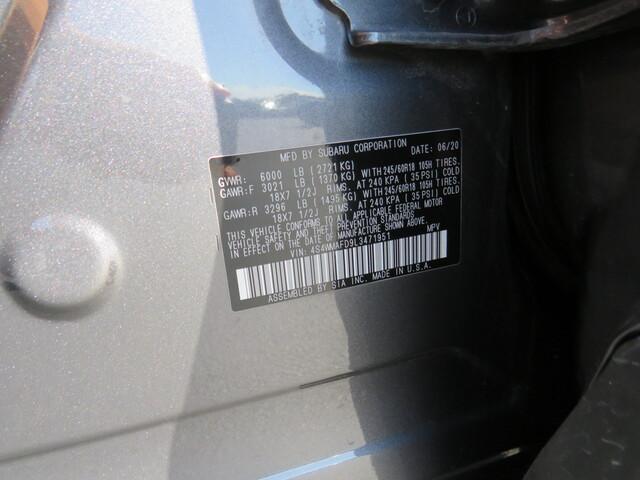 MFD BY SUBARU CORPORATION DATE: 06/20
GVWR: 6000 LB (2721 KG)
GAWR:F 3021 LB (1370 KG) WITH 245/60R18 105H TIRES.
18X7 1/2J RIMS. AT 240 KPA (35 PSI) COLD
GAWR:R 3296 LB (1495 KG) WITH 245/60R18 105H TIRES.
18X7 1/2J RIMS. AT 240 KPA (35 PSI) COLD
THIS VEHICLE CONFORMS TO ALL APPLICABLE FEDERAL MOTOR
VEHICLE SAFETY AND THEFT PREVENTION STANDARDS
IN EFFECT ON THE DATE OF MANUFACTURE SHOWN ABOVE.
VIN: 4S4WMAFD9L3471951 MPV
ASSEMBLED BY SIA INC. MADE IN U.S.A.